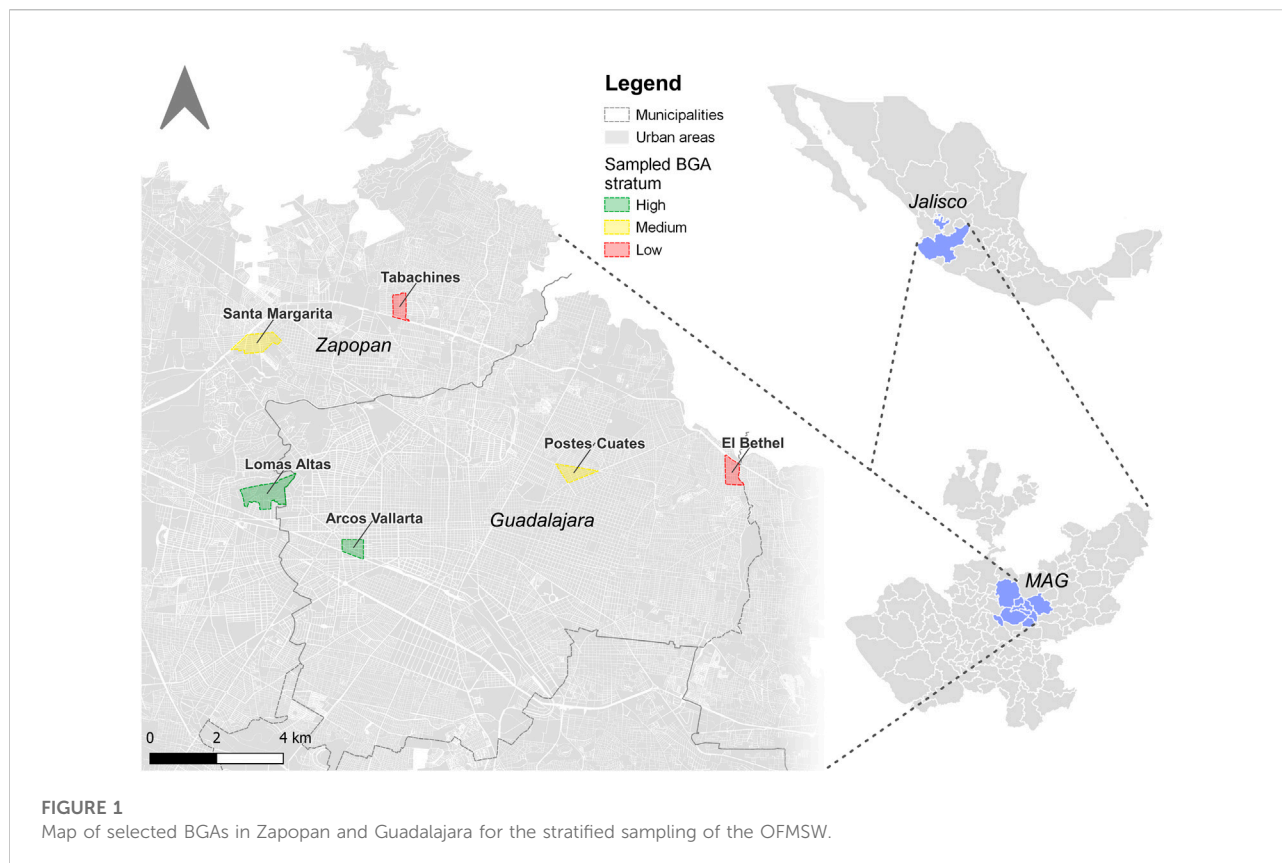 Legend
Municipalities
Urban areas
Sampled BGA
stratum
High
Medium
Low
Jalisco
Tabachines
Santa Margarita
Zapopan
Lomas Altas
Postes Cuates
El Bethel
Arcos Vallarta
Guadalajara
MAG
0 2 4 km
FIGURE 1
Map of selected BGAs in Zapopan and Guadalajara for the stratified sampling of the OFMSW.